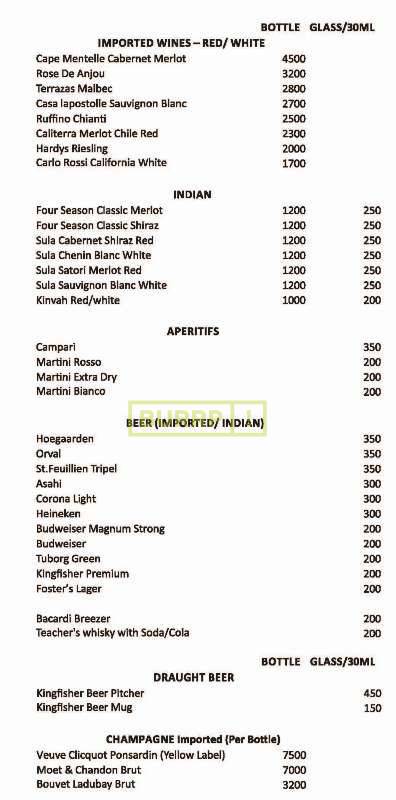 BOTTLE GLASS/30ML
IMPORTED WINES – RED/ WHITE
Cape Mentelle Cabernet Merlot 4500
Rose De Anjou 3200
Terrazas Malbec 2800
Casa lapostolle Sauvignon Blanc 2700
Ruffino Chianti 2500
Caliterra Merlot Chile Red 2300
Hardys Riesling 2000
Carlo Rossi California White 1700
INDIAN
Four Season Classic Merlot 1200 250
Four Season Classic Shiraz 1200 250
Sula Cabernet Shiraz Red 1200 250
Sula Chenin Blanc White 1200 250
Sula Satori Merlot Red 1200 250
Sula Sauvignon Blanc White 1200 250
Kinvah Red/white 1000 200
APERITIFS
Campari 350
Martini Rosso 200
Martini Extra Dry 200
Martini Bianco 200
BEER (IMPORTED/ INDIAN)
Hoegaarden 350
Orval 350
St.Feuillien Tripel 350
Asahi 300
Corona Light 300
Heineken 300
Budweiser Magnum Strong 200
Budweiser 200
Tuborg Green 200
Kingfisher Premium 200
Foster's Lager 200
Bacardi Breezer 200
Teacher's whisky with Soda/Cola 200
BOTTLE GLASS/30ML
DRAUGHT BEER
Kingfisher Beer Pitcher 450
Kingfisher Beer Mug 150
CHAMPAGNE Imported (Per Bottle)
Veuve Clicquot Ponsardin (Yellow Label) 7500
Moet & Chandon Brut 7000
Bouvet Ladubay Brut 3200